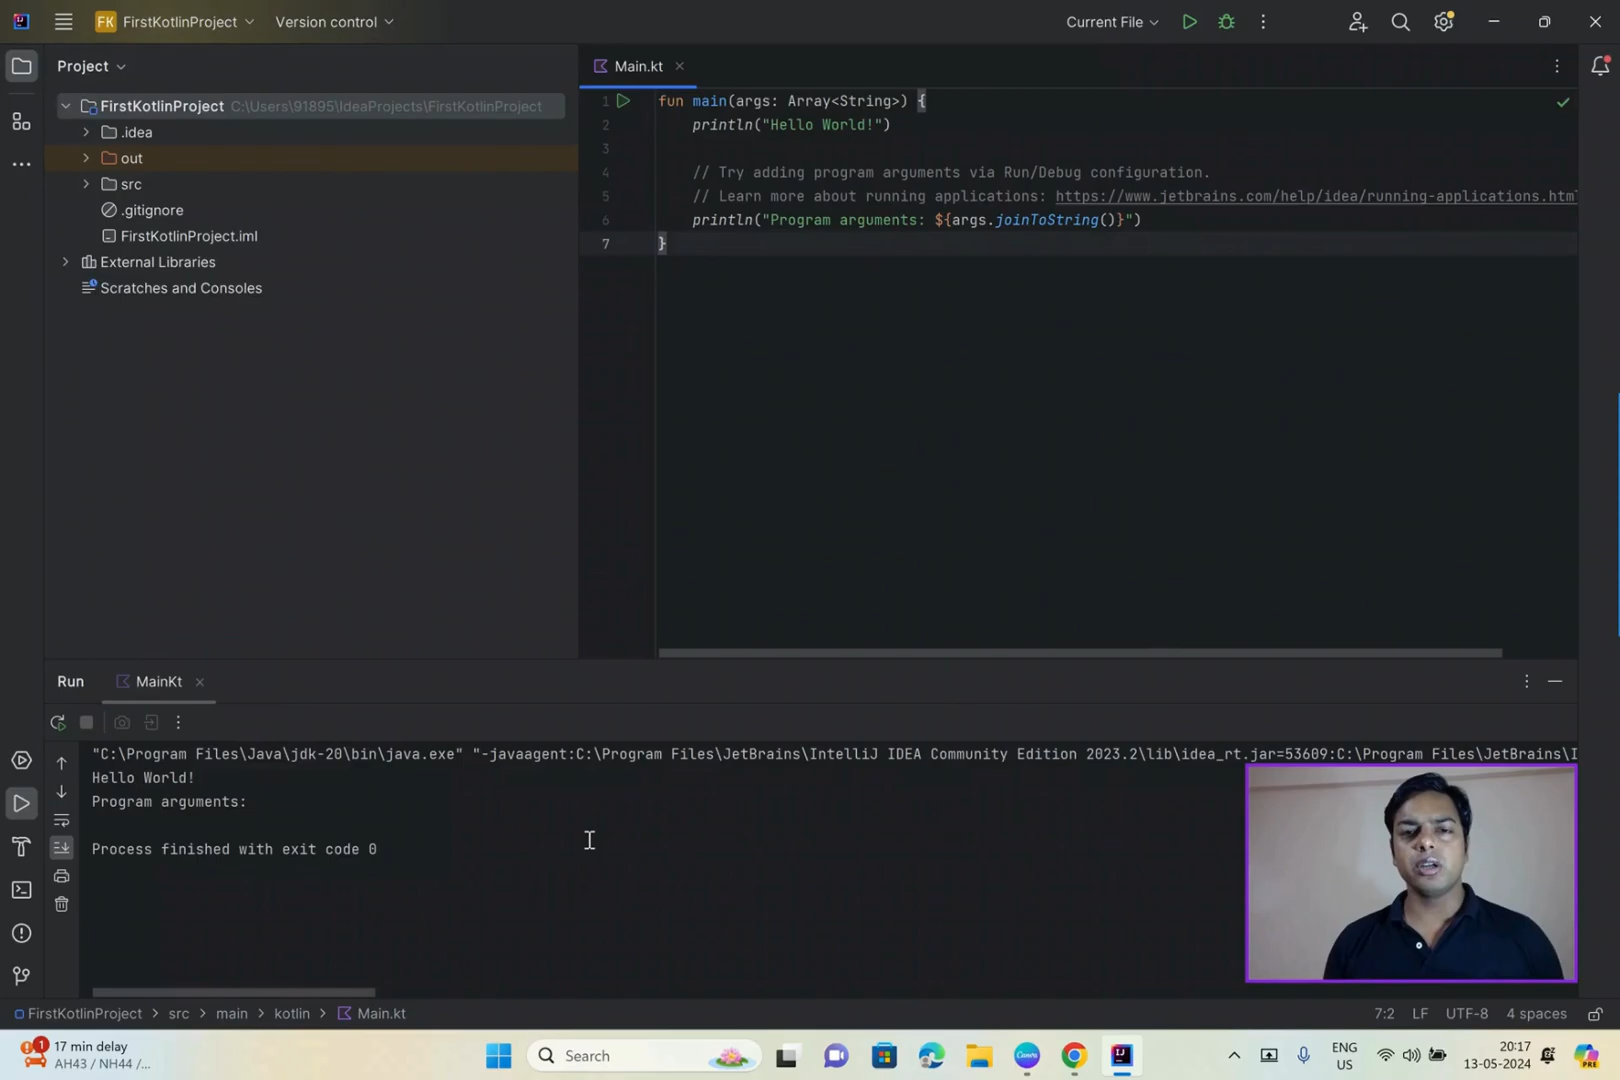 FK FirstKotlinProject Version control Current File
Project
Main.kt
FirstKotlinProject C:\Users\91895\IdeaProjects\FirstKotlinProject
.idea
out
src
.gitignore
FirstKotlinProject.iml
External Libraries
Scratches and Consoles
1 fun main(args: Array<String>) {
2 println("Hello World!")
3
4 // Try adding program arguments via Run/Debug configuration.
5 // Learn more about running applications: https://www.jetbrains.com/help/idea/running-applications.html
6 println("Program arguments: ${args.joinToString()}")
7 }
Run MainKt
"C:\Program Files\Java\jdk-20\bin\java.exe" "-javaagent:C:\Program Files\JetBrains\IntelliJ IDEA Community Edition 2023.2\lib\idea_rt.jar=53609:C:\Program Files\JetBrains\I
Hello World!
Program arguments:
Process finished with exit code 0
FirstKotlinProject > src > main > kotlin > Main.kt 7:2 LF UTF-8 4 spaces
1 17 min delay
AH43 / NH44 /...
Search
Canva
IJ
PRE
ENG
US
20:17
13-05-2024